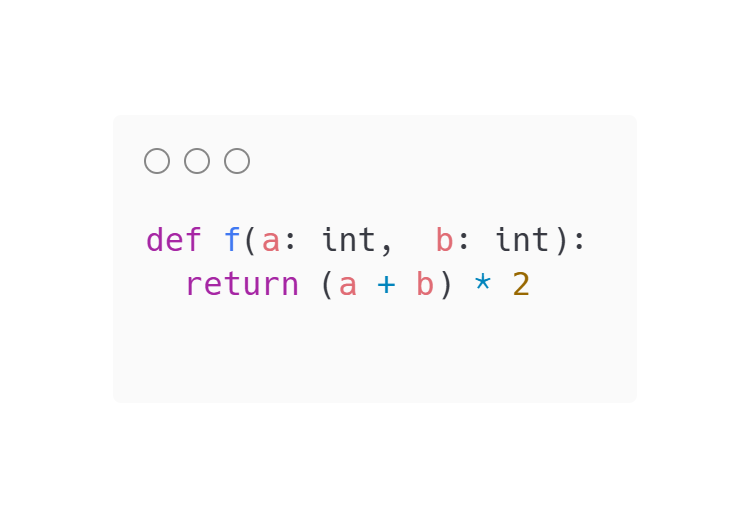 def f(a: int,  b: int):
  return (a + b) * 2